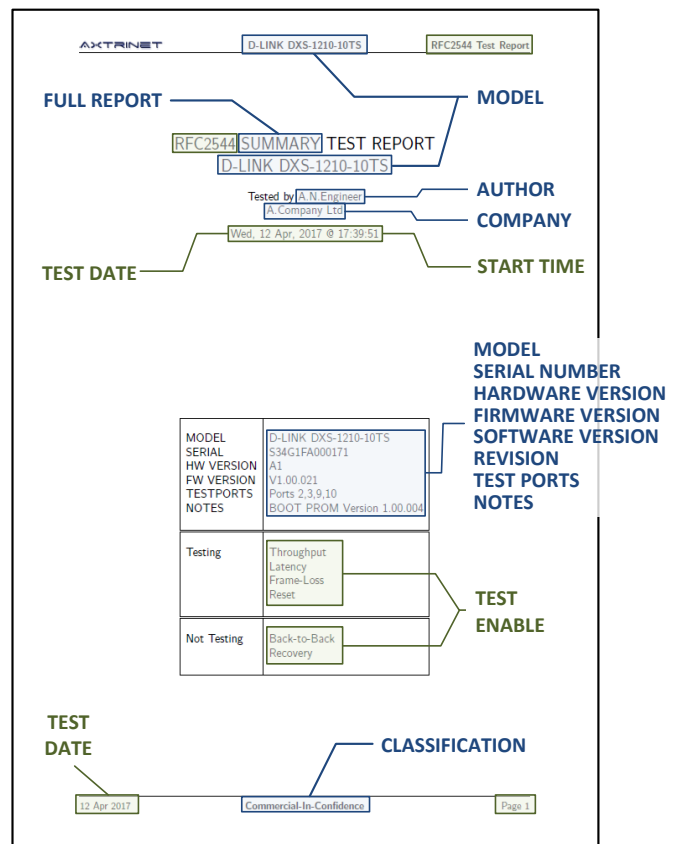 AXTRINET D-LINK DXS-1210-10TS RFC2544 Test Report
FULL REPORT
MODEL
RFC2544 SUMMARY TEST REPORT
D-LINK DXS-1210-10TS
Tested by A.N.Engineer
AUTHOR
A.Company Ltd
COMPANY
Wed, 12 Apr, 2017 @ 17:39:51
TEST DATE
START TIME
MODEL
SERIAL NUMBER
HARDWARE VERSION
FIRMWARE VERSION
SOFTWARE VERSION
REVISION
TEST PORTS
NOTES
MODEL D-LINK DXS-1210-10TS
SERIAL S34G1FA000171
HW VERSION A1
FW VERSION V1.00.021
TESTPORTS Ports 2,3,9,10
NOTES BOOT PROM Version 1.00.004
Testing Throughput
Latency
Frame-Loss
Reset
TEST
ENABLE
Not Testing Back-to-Back
Recovery
TEST
DATE
CLASSIFICATION
12 Apr 2017 Commercial-In-Confidence Page 1